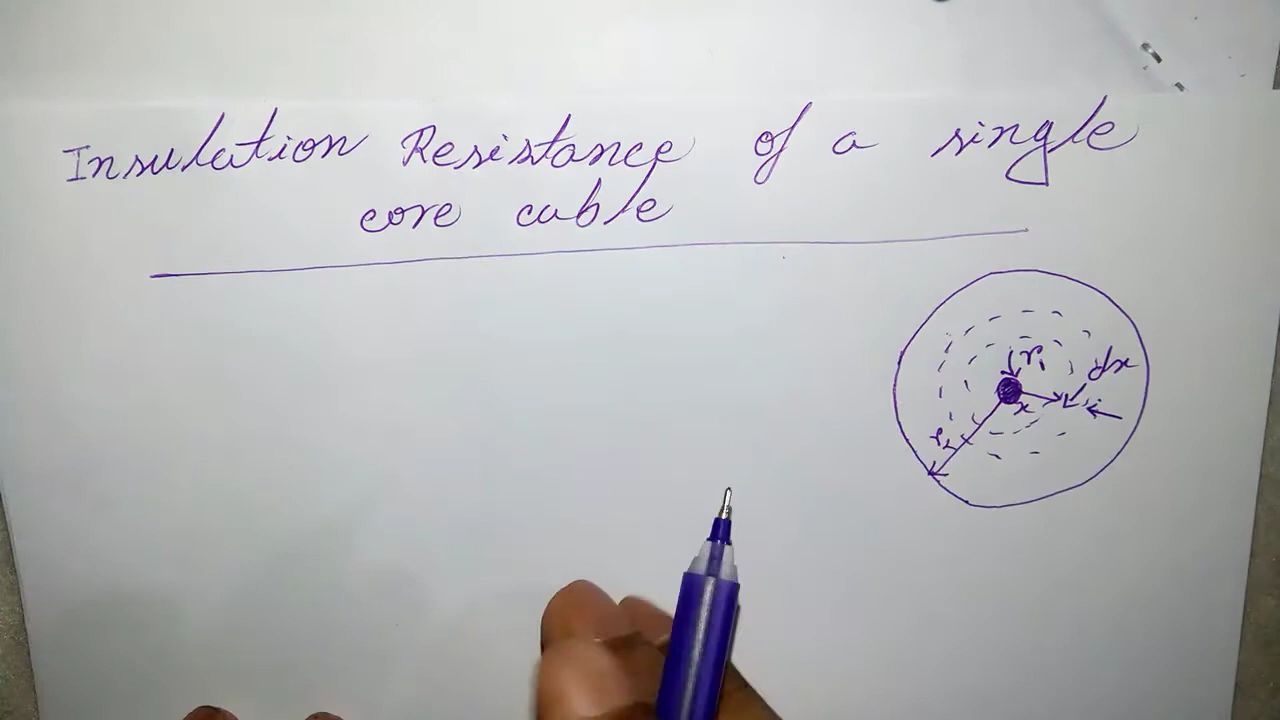 Insulation Resistance of a single
core cable
r₁
dx
x
r₂